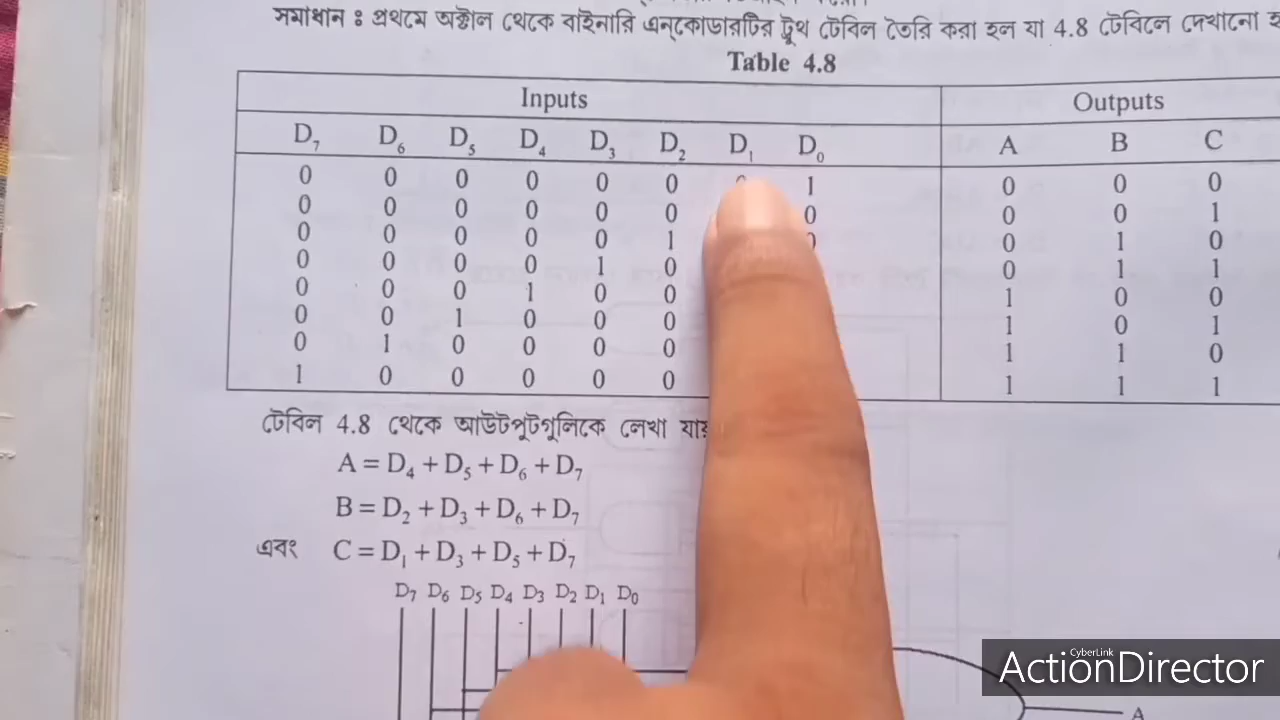 সমাধান ঃ প্রথমে অক্টাল থেকে বাইনারি এন্‌কোডারটির ট্রুথ টেবিল তৈরি করা হল যা 4.8 টেবিলে দেখানো
Table 4.8
Inputs Outputs
D₇ D₆ D₅ D₄ D₃ D₂ D₁ D₀ A B C
0 0 0 0 0 0 1 0 0 0
0 0 0 0 0 0 0 0 0 1
0 0 0 0 0 1 0 1 0
0 0 0 0 1 0 0 1 1
0 0 0 1 0 0 1 0 0
0 0 1 0 0 0 1 0 1
0 1 0 0 0 0 1 1 0
1 0 0 0 0 0 1 1 1
টেবিল 4.8 থেকে আউটপুটগুলিকে লেখা যায়
A = D₄ + D₅ + D₆ + D₇
B = D₂ + D₃ + D₆ + D₇
এবং C = D₁ + D₃ + D₅ + D₇
D₇ D₆ D₅ D₄ D₃ D₂ D₁ D₀
A
CyberLink
ActionDirector